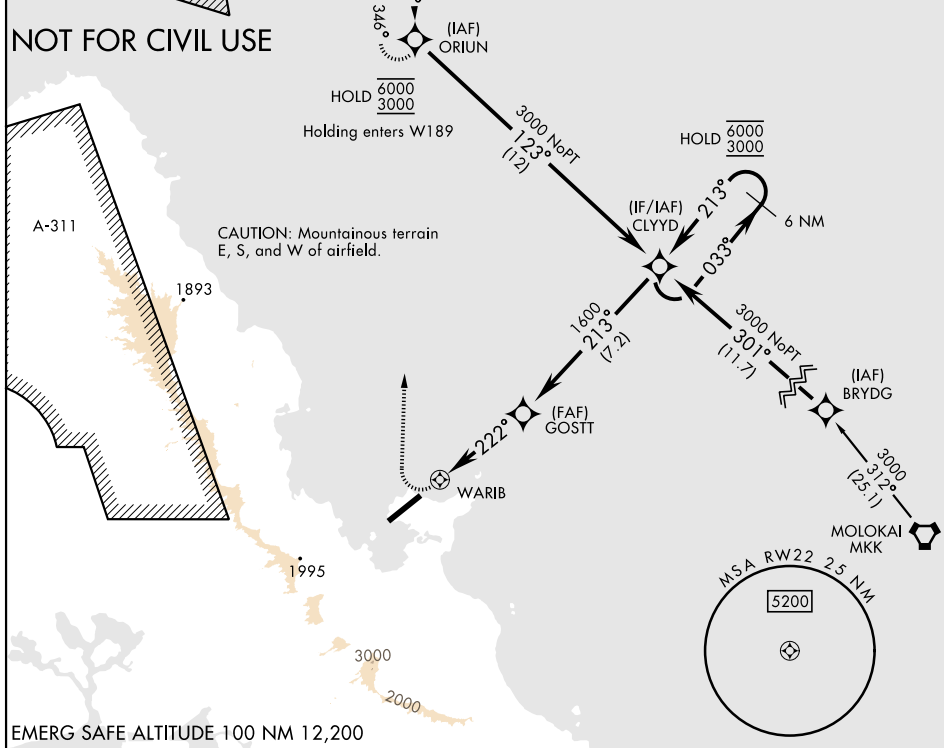 346°
NOT FOR CIVIL USE
(IAF)
ORIUN
HOLD 6000
3000
Holding enters W189
3000 NoPT
123°
(12)
HOLD 6000
3000
213°
6 NM
033°
(IF/IAF)
CLYYD
A-311
CAUTION: Mountainous terrain
E, S, and W of airfield.
1893
1600
213°
(7.2)
3000 NoPT
301°
(11.7)
(IAF)
BRYDG
(FAF)
GOSTT
222°
WARIB
3000
312°
(25.1)
MOLOKAI
MKK
1995
MSA RW22 25 NM
5200
3000
2000
EMERG SAFE ALTITUDE 100 NM 12,200